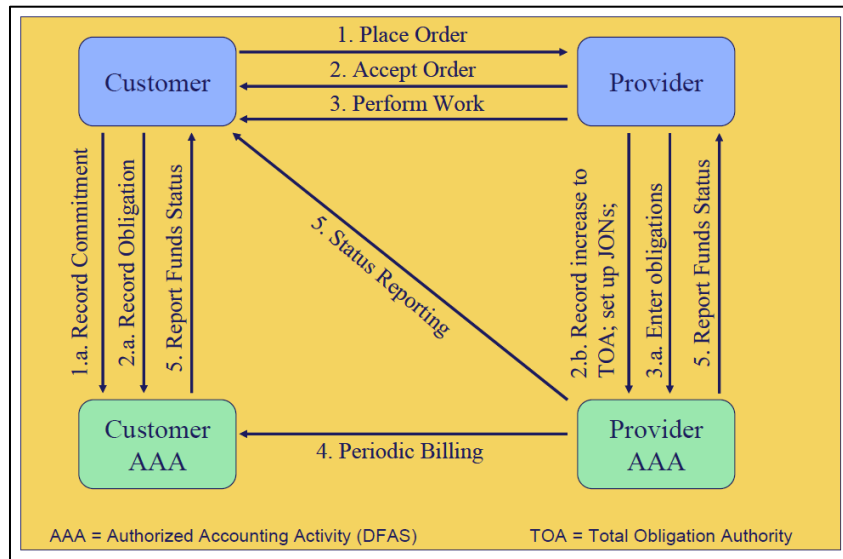 1. Place Order
2. Accept Order
3. Perform Work
Customer
Provider
1.a. Record Commitment
2.a. Record Obligation
5. Report Funds Status
5. Status Reporting
2.b. Record increase to
TOA; set up JONs;
3.a. Enter obligations
5. Report Funds Status
Customer
AAA
4. Periodic Billing
Provider
AAA
AAA = Authorized Accounting Activity (DFAS)
TOA = Total Obligation Authority